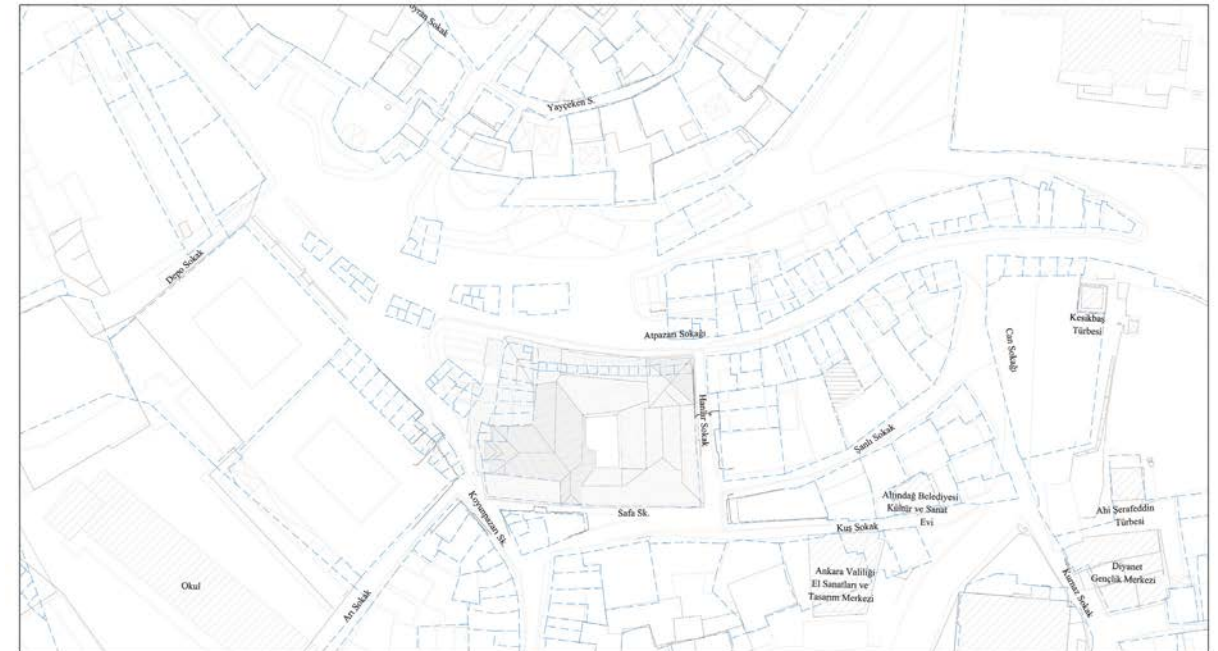 Yayçeken S.
Depo Sokak
Atpazarı Sokağı
Kesikbaş
Türbesi
Can Sokağı
Hanlar Sokak
Sanlı Sokak
Koyunpazarı Sk.
Safa Sk.
Altındağ Belediyesi
Kültür ve Sanat
Evi
Kuş Sokak
Ahi Şerafeddin
Türbesi
Okul
Arı Sokak
Ankara Valiliği
El Sanatları ve
Tasarım Merkezi
Kurnaz Sokak
Diyanet
Gençlik Merkezi